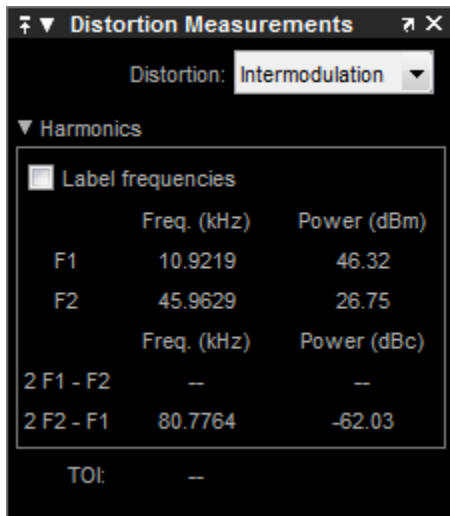 Distortion Measurements
Distortion: Intermodulation
Harmonics
Label frequencies
Freq. (kHz) Power (dBm)
F1 10.9219 46.32
F2 45.9629 26.75
Freq. (kHz) Power (dBc)
2 F1 - F2 -- --
2 F2 - F1 80.7764 -62.03
TOI: --